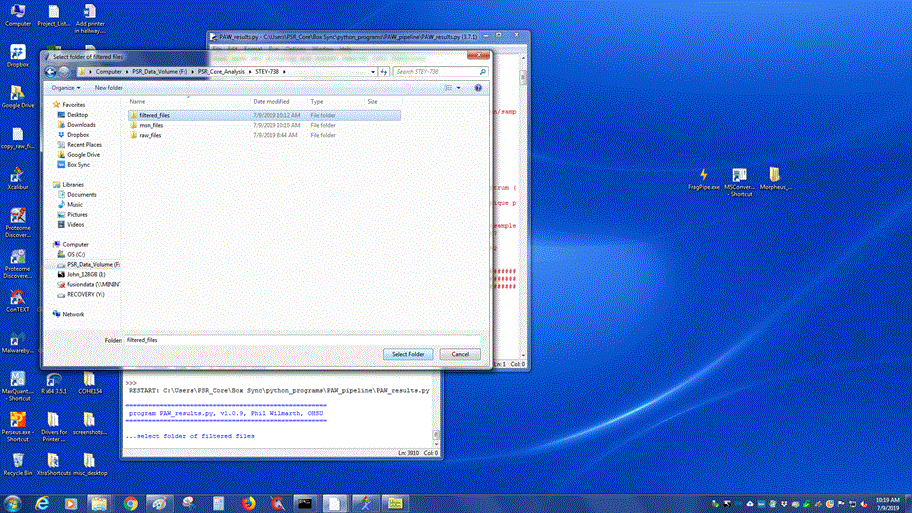 Computer
Project_List...
Add printer
in hallway...
Dropbox
Google Drive
copy_raw_fi...
Xcalibur
Proteome
Discover...
Proteome
Discovere...
ConTEXT
Malwareby...
MaxQuant...
- Shortcut
R x64 3.5.1
COHE154
Perseus.exe -
Shortcut
Drivers for
Printer ...
screenshots...
Recycle Bin
XtraShortcuts
misc_desktop
FragPipe.exe
MSConver...
- Shortcut
Morpheus_...
PAW_results.py - C:\Users\PSR_Core\Box Sync\python_programs\PAW_pipeline\PAW_results.py (3.7.1)
Select folder of filtered files
Computer
PSR_Data_Volume (F:)
PSR_Core_Analysis
STEY-738
Search STEY-738
Organize
New folder
Name
Date modified
Type
Size
filtered_files
7/9/2019 10:12 AM
File folder
msn_files
7/9/2019 10:10 AM
File folder
raw_files
7/9/2019 8:44 AM
File folder
Favorites
Desktop
Downloads
Dropbox
Recent Places
Google Drive
Box Sync
Libraries
Documents
Music
Pictures
Videos
Computer
OS (C:)
PSR_Data_Volume (F:
John_128GB (I:)
fusiondata (\\MININT
RECOVERY (Y:)
Network
Folder:
filtered_files
Select Folder
Cancel
om/samp
strum (
ique p
sample
#######
#######
#######
Ln: 1 Col: 0
>>>
RESTART: C:\Users\PSR_Core\Box Sync\python_programs\PAW_pipeline\PAW_results.py
=====================================================
program PAW_results.py, v1.0.9, Phil Wilmarth, OHSU
=====================================================
...select folder of filtered files
Ln: 3910 Col: 0
10:19 AM
7/9/2019